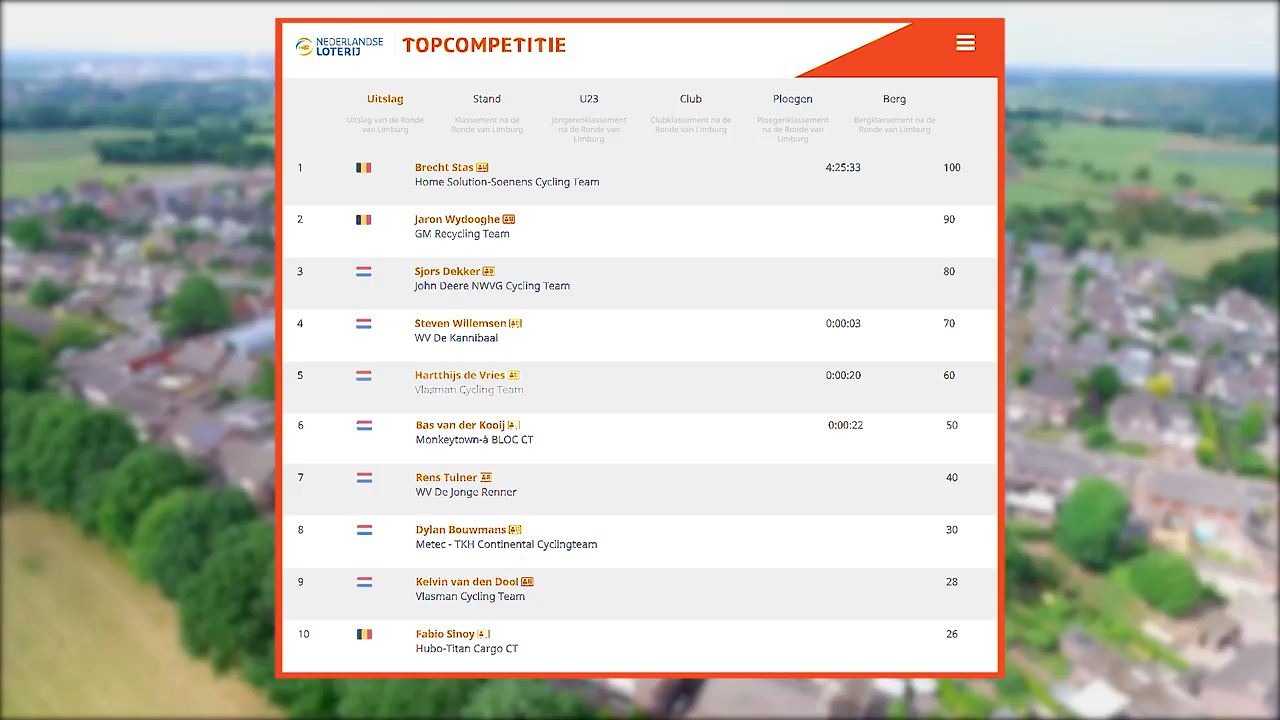 NEDERLANDSE
LOTERIJ
TOPCOMPETITIE
Uitslag Stand U23 Club Ploegen Berg
Uitslag van de Ronde van Limburg
Klassement na de Ronde van Limburg
Jongerenklassement na de Ronde van Limburg
Clubklassement na de Ronde van Limburg
Ploegenklassement na de Ronde van Limburg
Bergklassement na de Ronde van Limburg
1 Brecht Stas 4:25:33 100
Home Solution-Soenens Cycling Team
2 Jaron Wydooghe 90
GM Recycling Team
3 Sjors Dekker 80
John Deere NWVG Cycling Team
4 Steven Willemsen 0:00:03 70
WV De Kannibaal
5 Hartthijs de Vries 0:00:20 60
Vlasman Cycling Team
6 Bas van der Kooij 0:00:22 50
Monkeytown-à BLOC CT
7 Rens Tulner 40
WV De Jonge Renner
8 Dylan Bouwmans 30
Metec - TKH Continental Cyclingteam
9 Kelvin van den Dool 28
Vlasman Cycling Team
10 Fabio Sinoy 26
Hubo-Titan Cargo CT